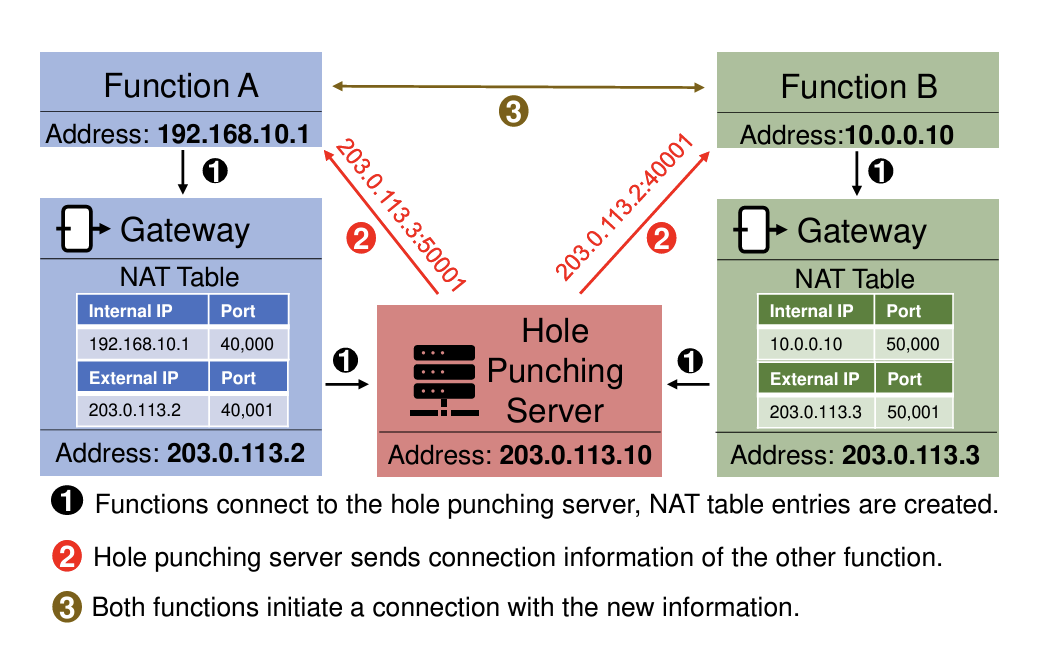 Function A
Address: 192.168.10.1
1
Gateway
NAT Table
Internal IP Port
192.168.10.1 40,000
External IP Port
203.0.113.2 40,001
Address: 203.0.113.2
3
203.0.113.3:50001
2
203.0.113.2:40001
2
1
Hole
Punching
Server
1
Address: 203.0.113.10
Function B
Address:10.0.0.10
1
Gateway
NAT Table
Internal IP Port
10.0.0.10 50,000
External IP Port
203.0.113.3 50,001
Address: 203.0.113.3
1 Functions connect to the hole punching server, NAT table entries are created.
2 Hole punching server sends connection information of the other function.
3 Both functions initiate a connection with the new information.